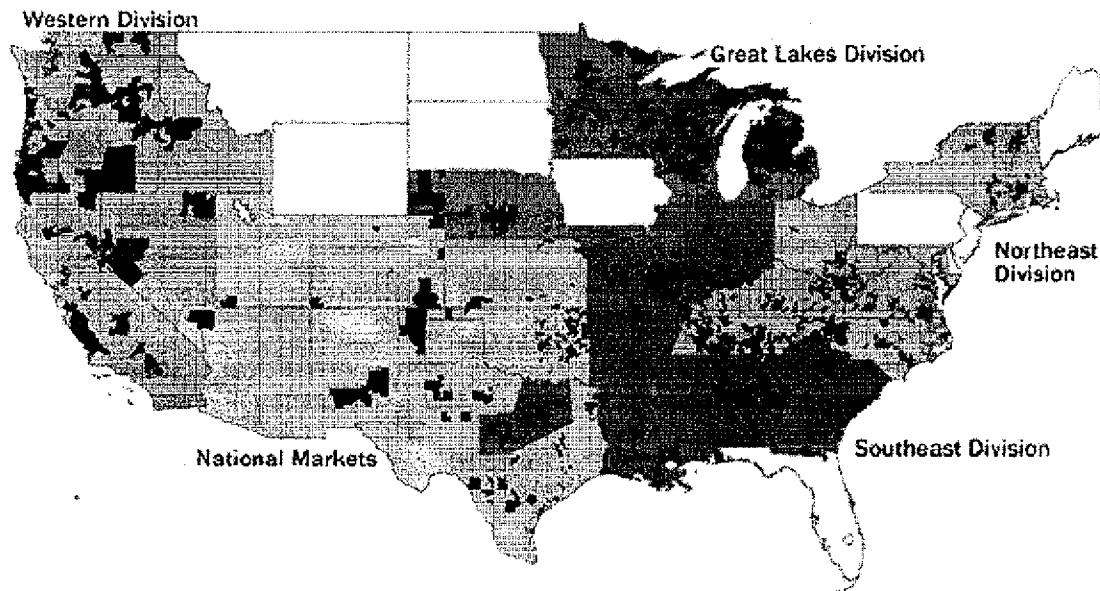 Western Division
Great Lakes Division
Northeast
Division
National Markets
Southeast Division